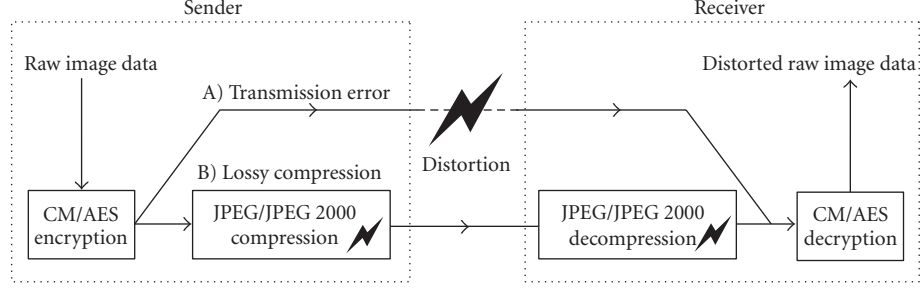 Sender
Receiver
Raw image data
Distorted raw image data
A) Transmission error
Distortion
B) Lossy compression
CM/AES
encryption
JPEG/JPEG 2000
compression
JPEG/JPEG 2000
decompression
CM/AES
decryption